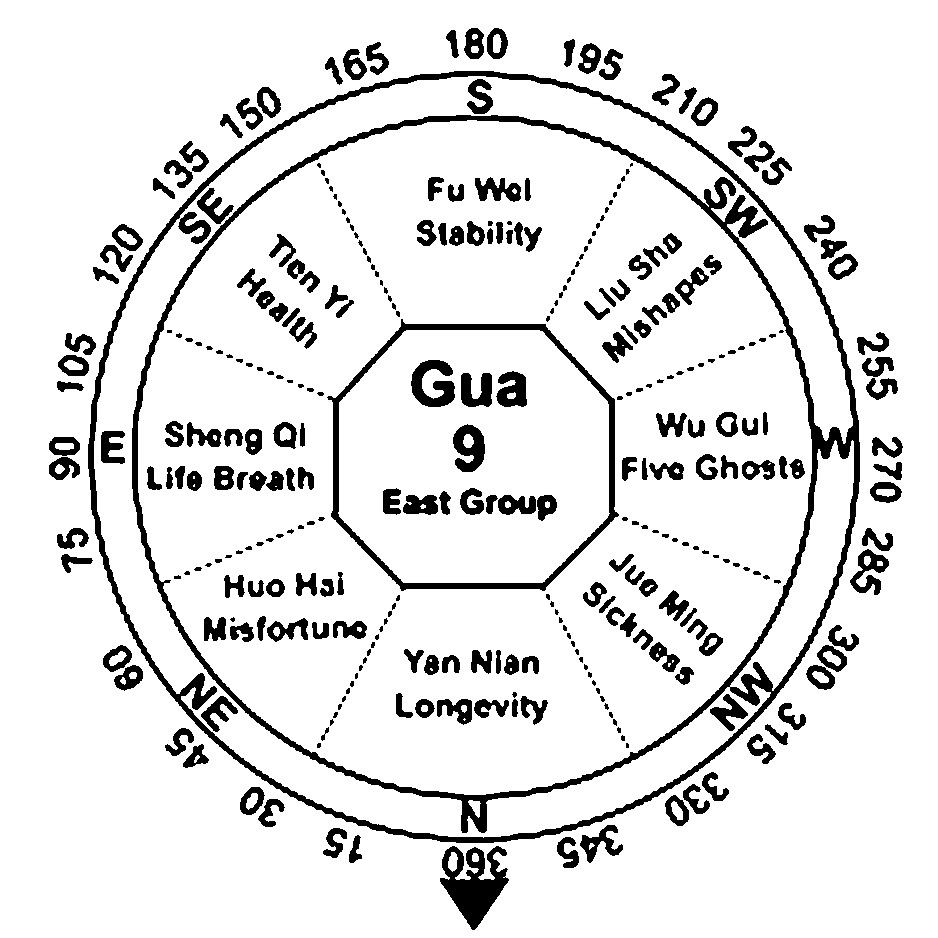 180
195
210
225
240
255
270
285
300
315
330
345
360
15
30
45
60
75
90
105
120
135
150
165
S
SW
W
NW
N
NE
E
SE
Fu Wei
Stability
Liu Sha
Mishapes
Wu Gui
Five Ghosts
Jue Ming
Sickness
Yan Nian
Longevity
Huo Hai
Misfortune
Sheng Qi
Life Breath
Tien Yi
Health
Gua
9
East Group